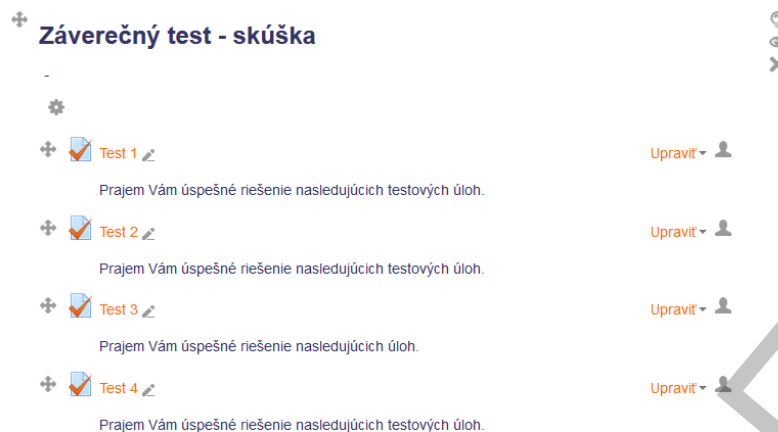 Záverečný test - skúška
-
Test 1 Upraviť
Prajem Vám úspešné riešenie nasledujúcich testových úloh.
Test 2 Upraviť
Prajem Vám úspešné riešenie nasledujúcich testových úloh.
Test 3 Upraviť
Prajem Vám úspešné riešenie nasledujúcich úloh.
Test 4 Upraviť
Prajem Vám úspešné riešenie nasledujúcich testových úloh.